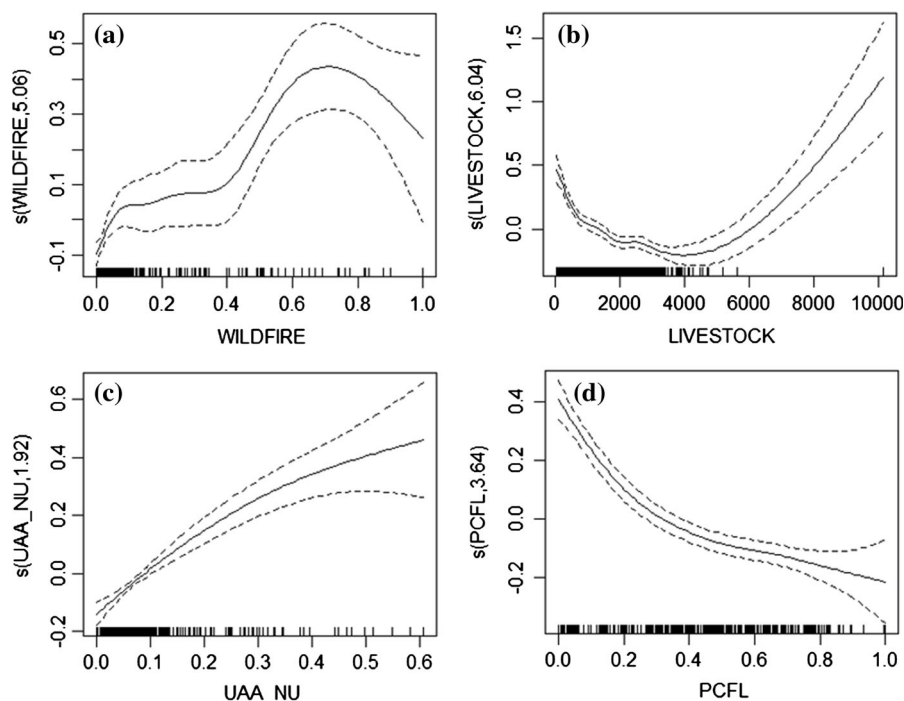 (a)
s(WILDFIRE,5.06)
0.5
0.3
0.1
-0.1
0.0 0.2 0.4 0.6 0.8 1.0
WILDFIRE
(b)
s(LIVESTOCK,6.04)
1.5
1.0
0.5
0.0
0 2000 4000 6000 8000 10000
LIVESTOCK
(c)
s(UAA_NU,1.92)
0.6
0.4
0.2
0.0
-0.2
0.0 0.1 0.2 0.3 0.4 0.5 0.6
UAA NU
(d)
s(PCFL,3.64)
0.4
0.2
0.0
-0.2
0.0 0.2 0.4 0.6 0.8 1.0
PCFL